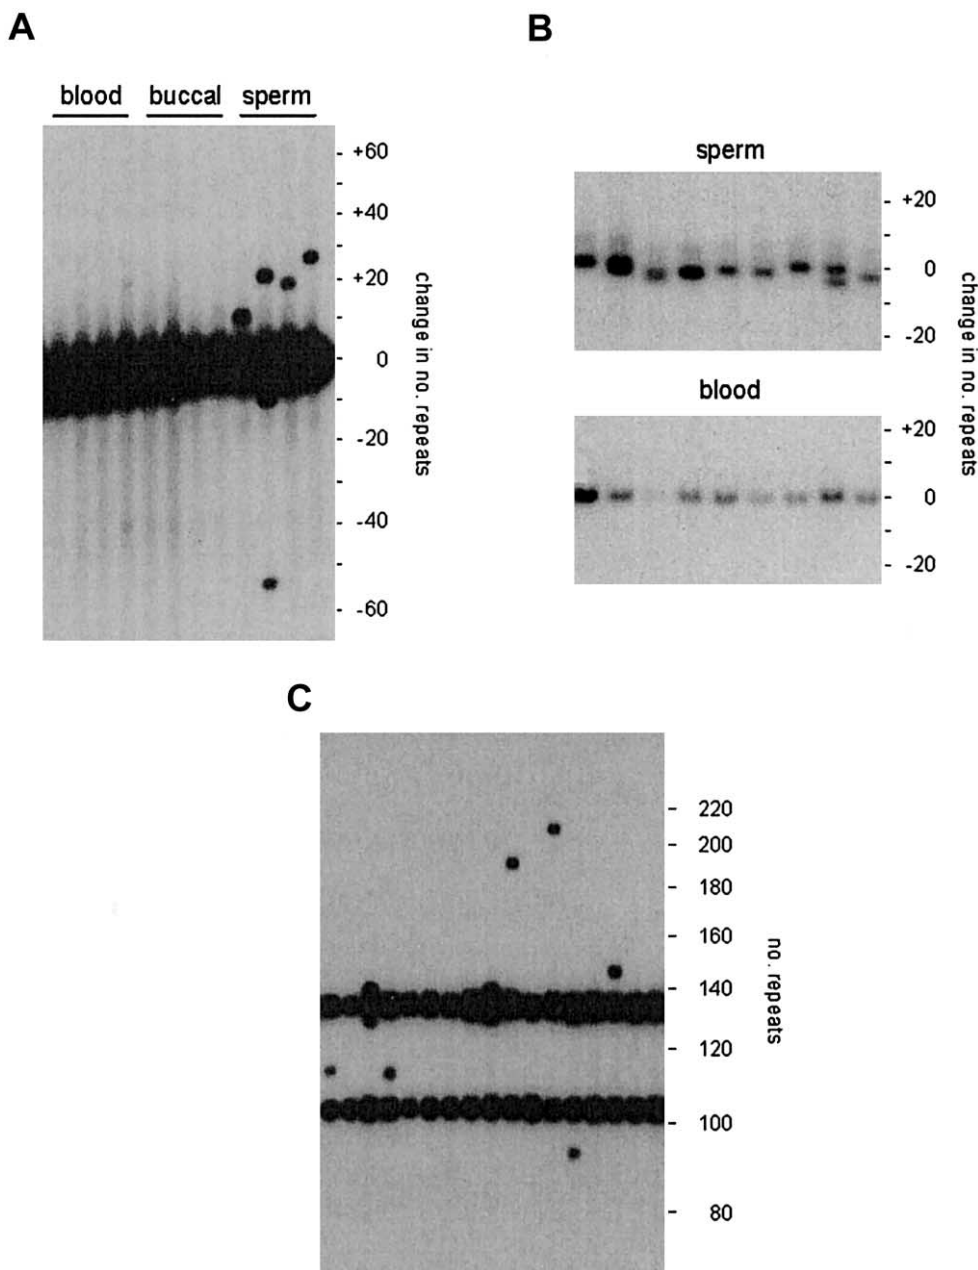 A
blood buccal sperm
+60
+40
+20
0
-20
-40
-60
change in no. repeats
B
sperm
+20
0
-20
blood
+20
0
-20
change in no. repeats
C
220
200
180
160
140
120
100
80
no. repeats